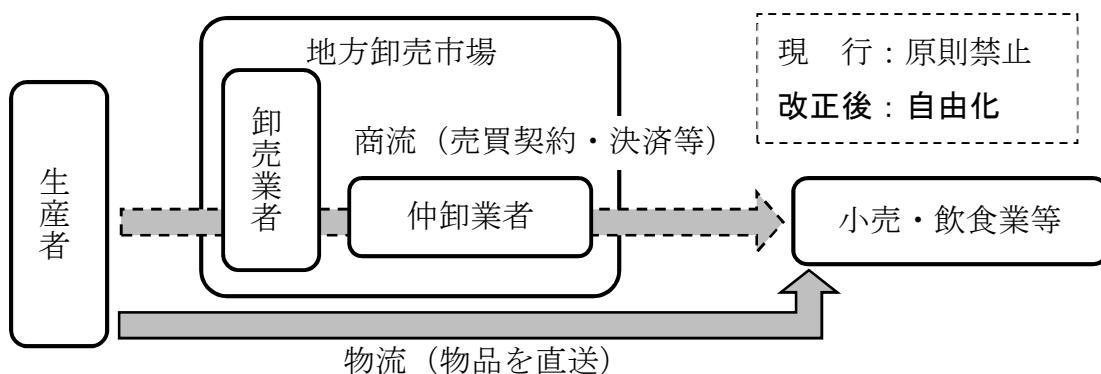 地方卸売市場
現　行：原則禁止
改正後：自由化
生産者
卸売業者
商流（売買契約・決済等）
仲卸業者
小売・飲食業等
物流（物品を直送）